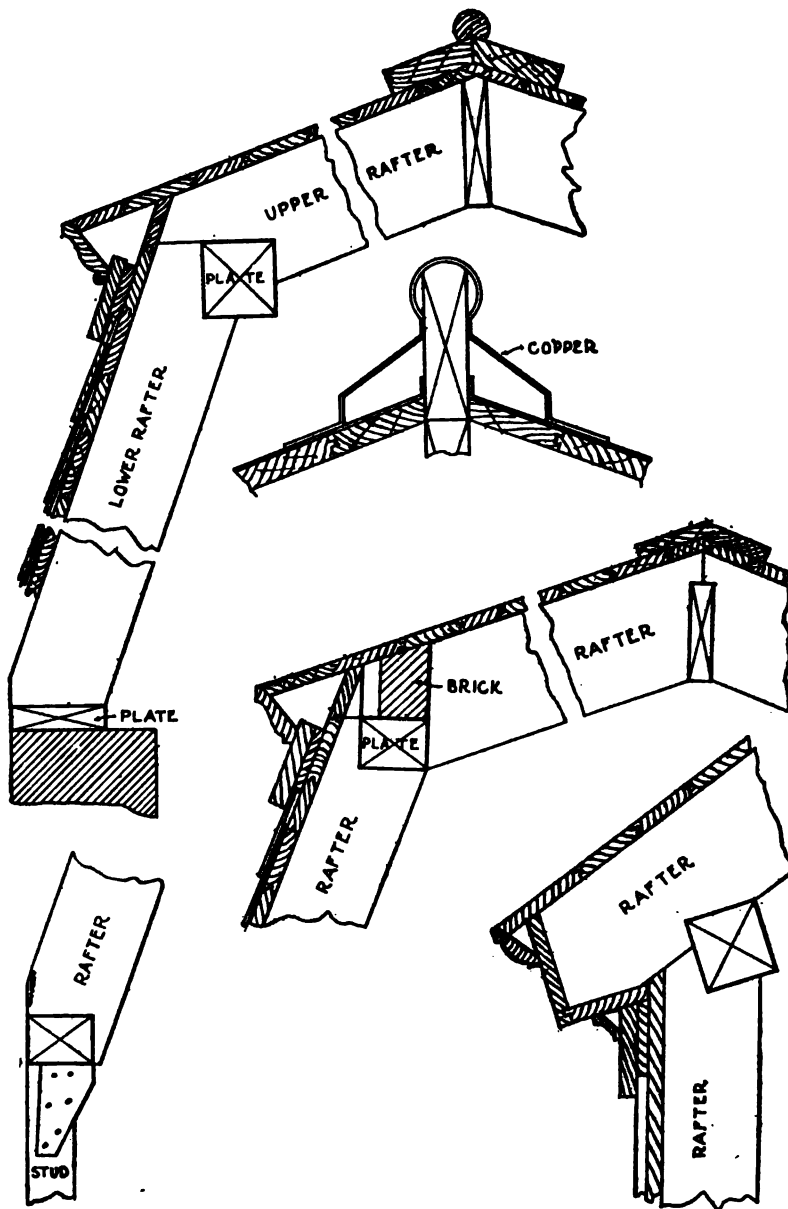 UPPER RAFTER
PLATE
COPPER
LOWER RAFTER
PLATE
RAFTER
BRICK
PLATE
RAFTER
RAFTER
RAFTER
RAFTER
STUD